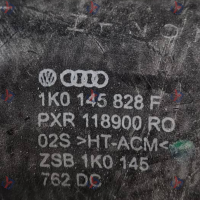 1K0 145 828 F
PXR 118900 RO
02S >HT-ACM<
ZSB 1K0 145
762 DC